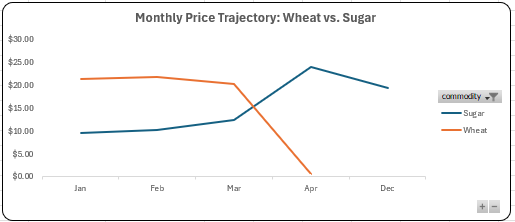 Monthly Price Trajectory: Wheat vs. Sugar
$30.00
$25.00
$20.00
$15.00
$10.00
$5.00
$0.00
Jan Feb Mar Apr Dec
commodity
Sugar
Wheat
+ −